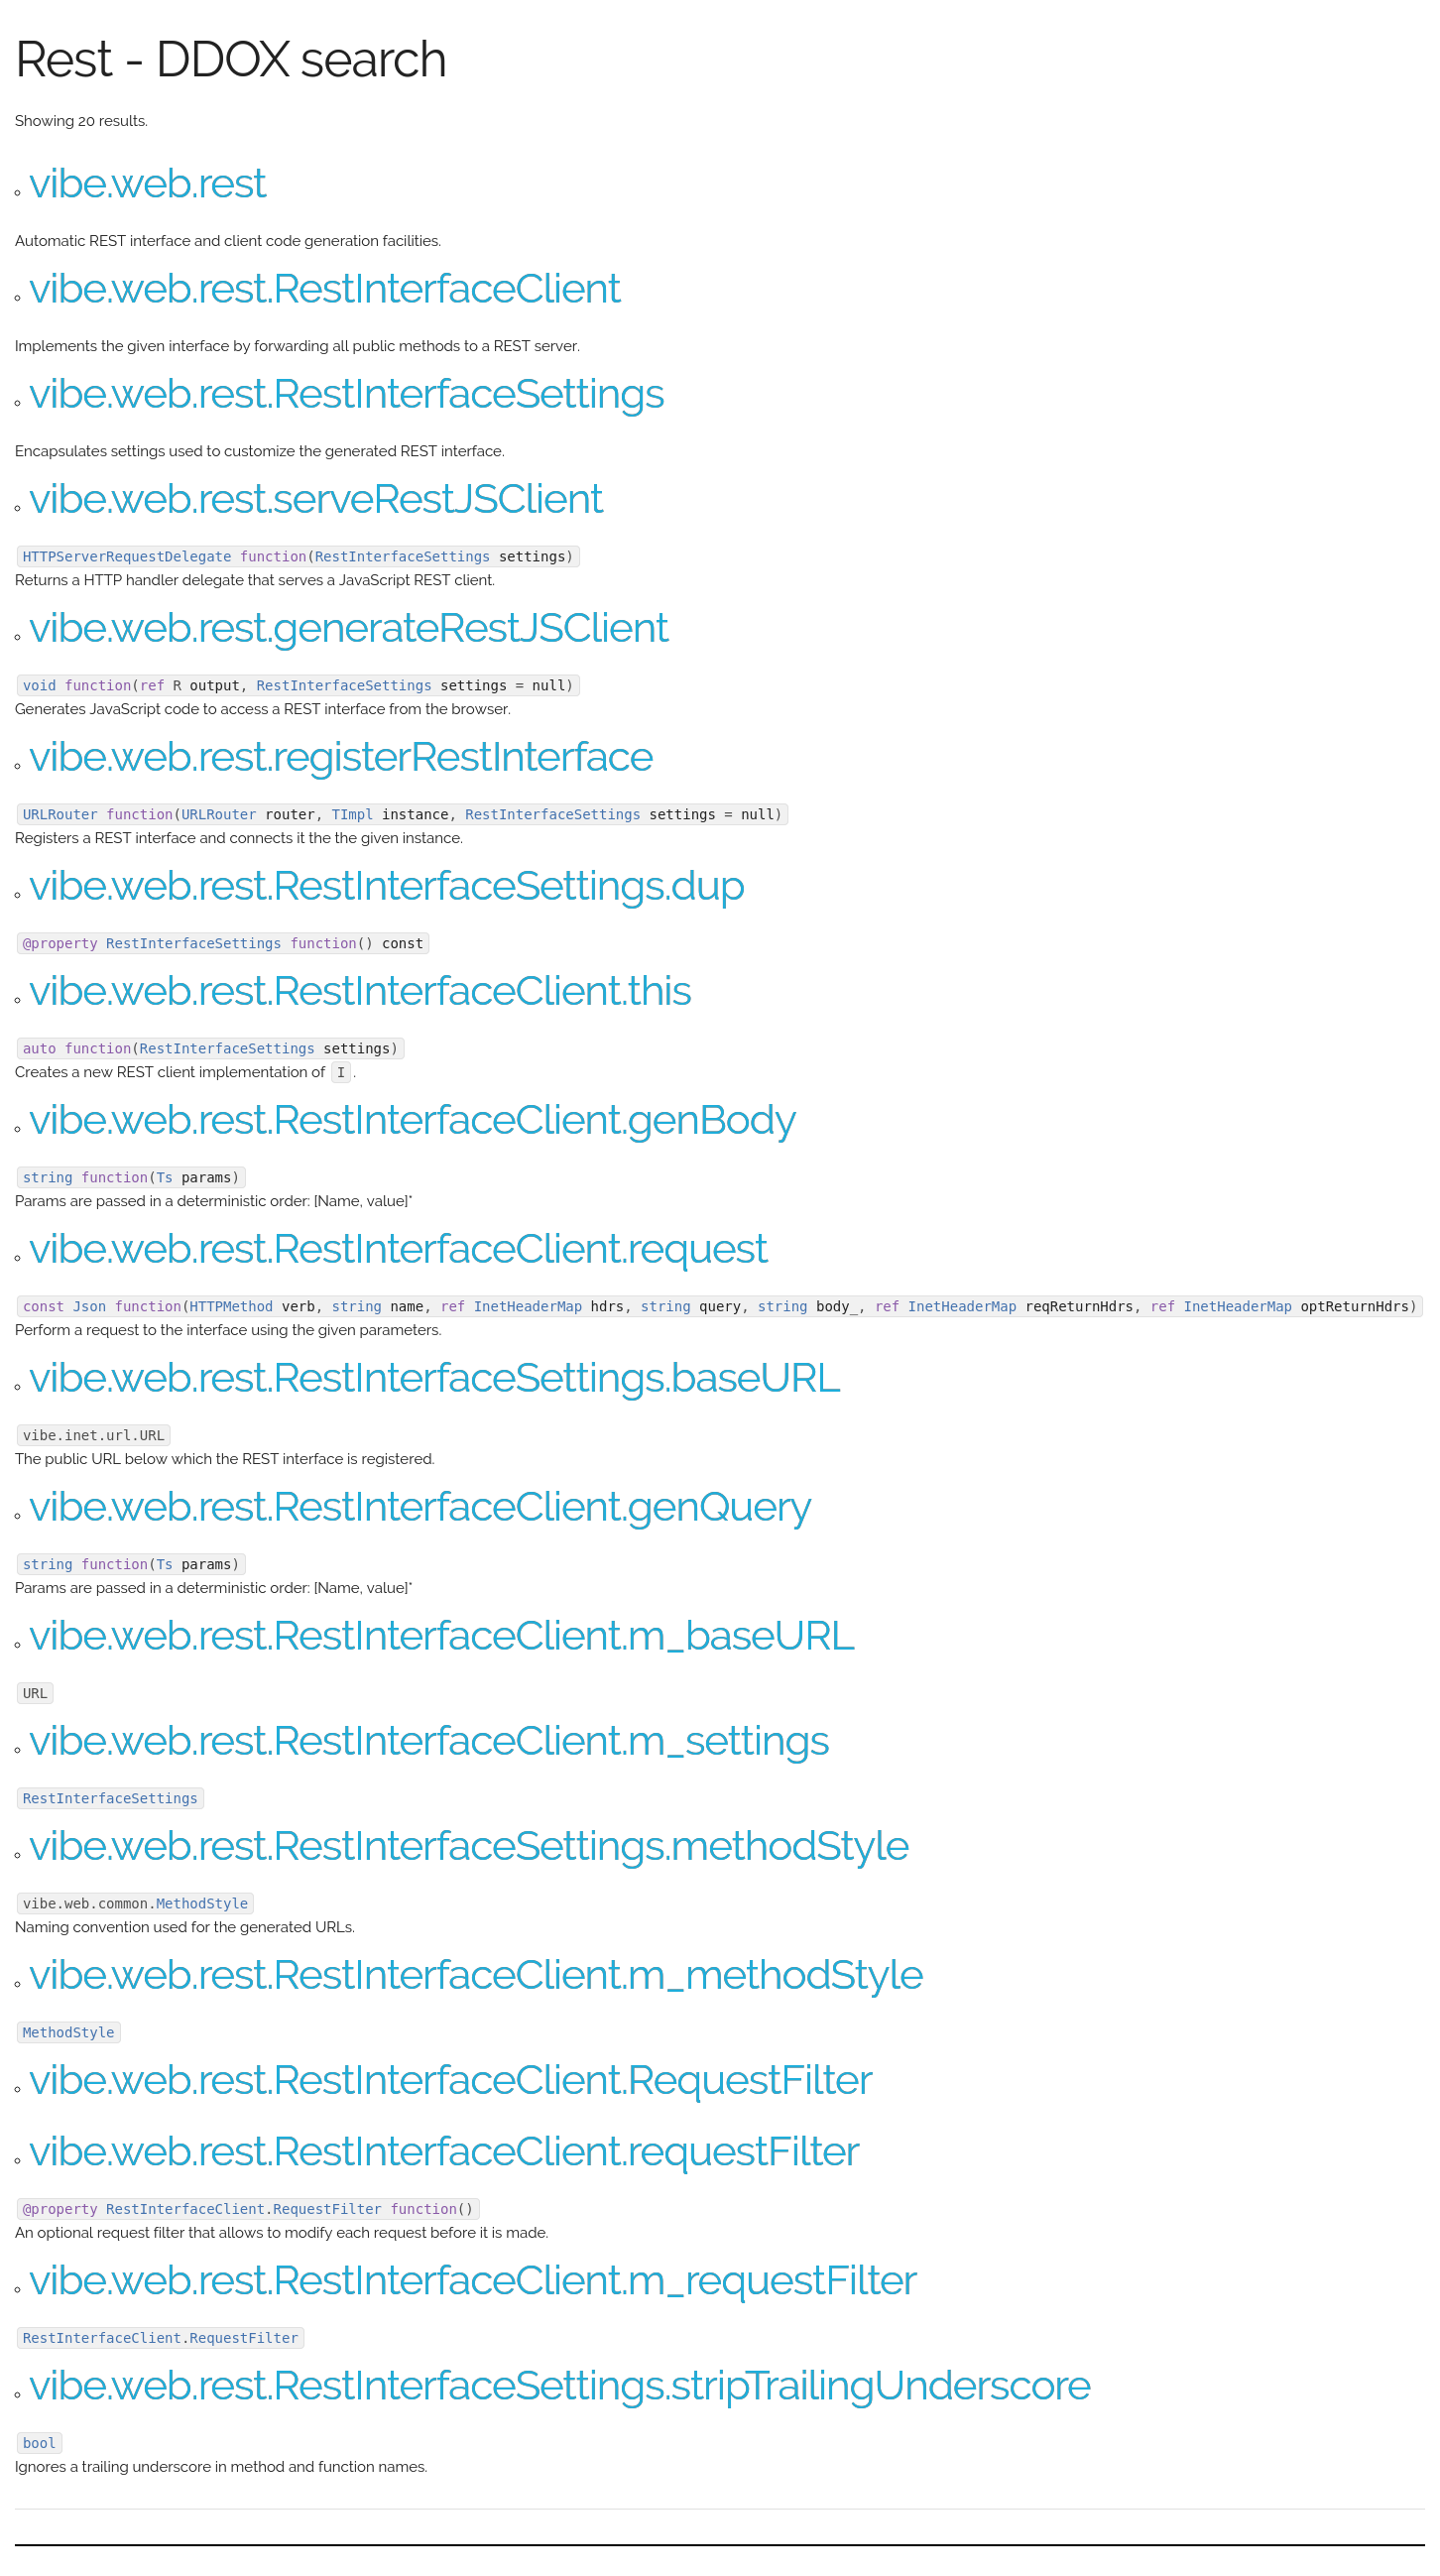 Rest - DDOX search
Showing 20 results.
vibe.web.rest
Automatic REST interface and client code generation facilities.
vibe.web.rest.RestInterfaceClient
Implements the given interface by forwarding all public methods to a REST server.
vibe.web.rest.RestInterfaceSettings
Encapsulates settings used to customize the generated REST interface.
vibe.web.rest.serveRestJSClient
HTTPServerRequestDelegate function(RestInterfaceSettings settings)
Returns a HTTP handler delegate that serves a JavaScript REST client.
vibe.web.rest.generateRestJSClient
void function(ref R output, RestInterfaceSettings settings = null)
Generates JavaScript code to access a REST interface from the browser.
vibe.web.rest.registerRestInterface
URLRouter function(URLRouter router, TImpl instance, RestInterfaceSettings settings = null)
Registers a REST interface and connects it the the given instance.
vibe.web.rest.RestInterfaceSettings.dup
@property RestInterfaceSettings function() const
vibe.web.rest.RestInterfaceClient.this
auto function(RestInterfaceSettings settings)
Creates a new REST client implementation of I.
vibe.web.rest.RestInterfaceClient.genBody
string function(Ts params)
Params are passed in a deterministic order: [Name, value]*
vibe.web.rest.RestInterfaceClient.request
const Json function(HTTPMethod verb, string name, ref InetHeaderMap hdrs, string query, string body_, ref InetHeaderMap reqReturnHdrs, ref InetHeaderMap optReturnHdrs)
Perform a request to the interface using the given parameters.
vibe.web.rest.RestInterfaceSettings.baseURL
vibe.inet.url.URL
The public URL below which the REST interface is registered.
vibe.web.rest.RestInterfaceClient.genQuery
string function(Ts params)
Params are passed in a deterministic order: [Name, value]*
vibe.web.rest.RestInterfaceClient.m_baseURL
URL
vibe.web.rest.RestInterfaceClient.m_settings
RestInterfaceSettings
vibe.web.rest.RestInterfaceSettings.methodStyle
vibe.web.common.MethodStyle
Naming convention used for the generated URLs.
vibe.web.rest.RestInterfaceClient.m_methodStyle
MethodStyle
vibe.web.rest.RestInterfaceClient.RequestFilter
vibe.web.rest.RestInterfaceClient.requestFilter
@property RestInterfaceClient.RequestFilter function()
An optional request filter that allows to modify each request before it is made.
vibe.web.rest.RestInterfaceClient.m_requestFilter
RestInterfaceClient.RequestFilter
vibe.web.rest.RestInterfaceSettings.stripTrailingUnderscore
bool
Ignores a trailing underscore in method and function names.